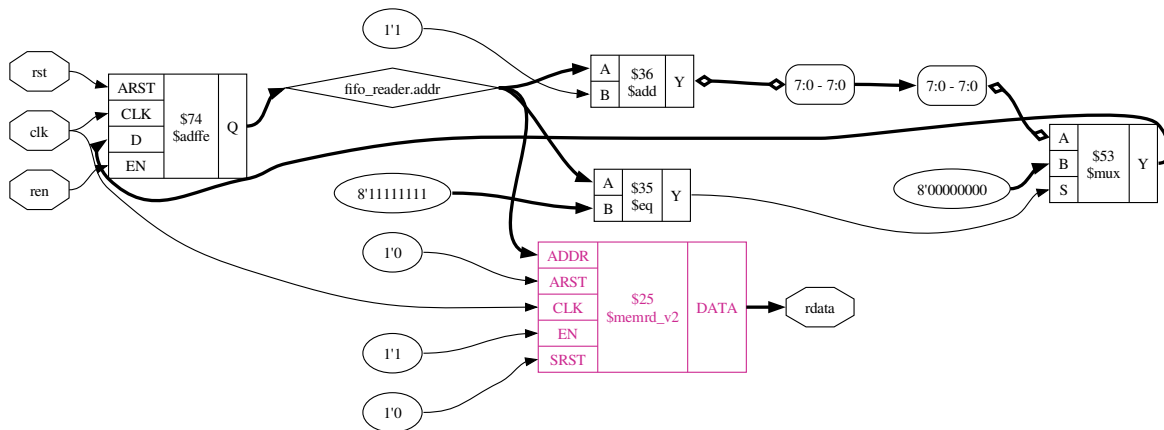 rst
clk
ren
ARST
CLK
D
EN
$74
$adffe
Q
fifo_reader.addr
1'1
A
B
$36
$add
Y
7:0 - 7:0
7:0 - 7:0
8'11111111
A
B
$35
$eq
Y
8'00000000
A
B
S
$53
$mux
Y
1'0
1'1
1'0
ADDR
ARST
CLK
EN
SRST
$25
$memrd_v2
DATA
rdata